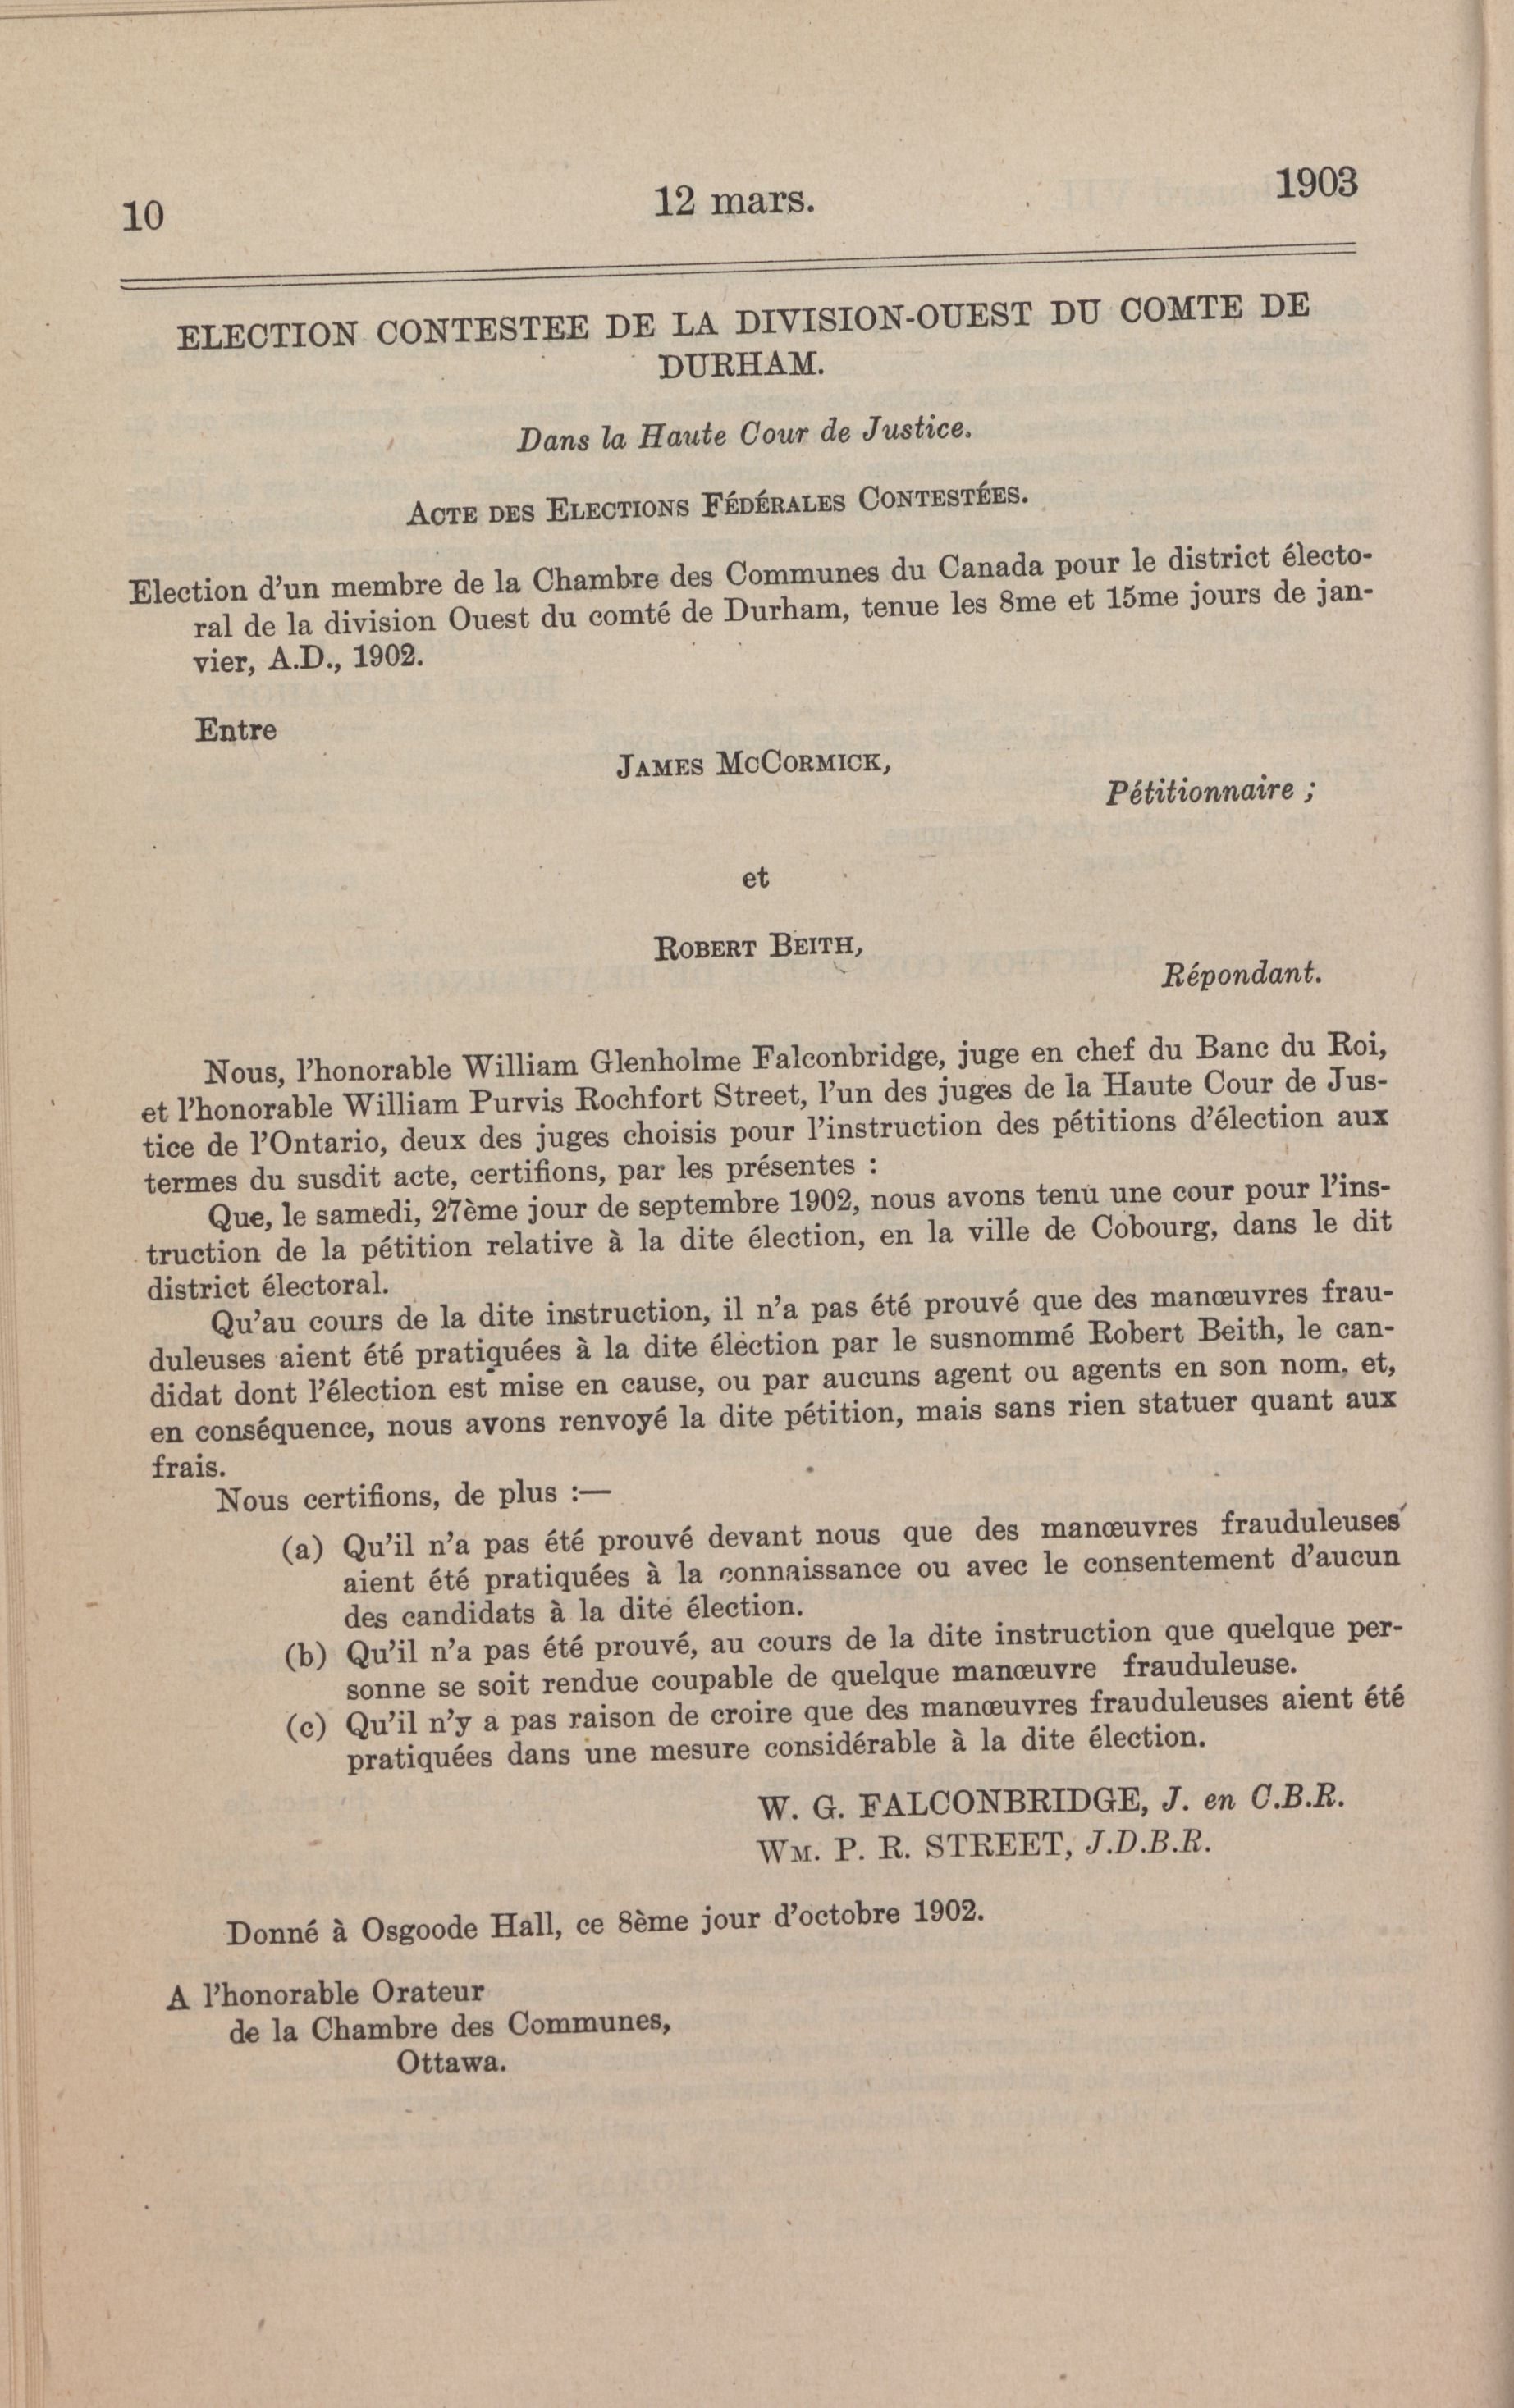 10
12 mars.
1903
ELECTION CONTESTEE DE LA DIVISION-OUEST DU COMTE DE
DURHAM.
Dans la Haute Cour de Justice.
ACTE DES ELECTIONS FÉDÉRALES CONTESTÉES.
Election d'un membre de la Chambre des Communes du Canada pour le district électo-
ral de la division Ouest du comté de Durham, tenue les 8me et 15me jours de jan-
vier, A.D., 1902.
Entre
JAMES MCCORMICK,
Pétitionnaire ;
et
ROBERT BEITH,
Répondant.
Nous, l'honorable William Glenholme Falconbridge, juge en chef du Banc du Roi,
et l'honorable William Purvis Rochfort Street, l'un des juges de la Haute Cour de Jus-
tice de l'Ontario, deux des juges choisis pour l'instruction des pétitions d'élection aux
termes du susdit acte, certifions, par les présentes :
Que, le samedi, 27ème jour de septembre 1902, nous avons tenu une cour pour l'ins-
truction de la pétition relative à la dite élection, en la ville de Cobourg, dans le dit
district électoral.
Qu'au cours de la dite instruction, il n'a pas été prouvé que des manœuvres frau-
duleuses aient été pratiquées à la dite élection par le susnommé Robert Beith, le can-
didat dont l'élection est mise en cause, ou par aucuns agent ou agents en son nom, et,
en conséquence, nous avons renvoyé la dite pétition, mais sans rien statuer quant aux
frais.
Nous certifions, de plus :—
(a) Qu'il n'a pas été prouvé devant nous que des manœuvres frauduleuses
aient été pratiquées à la connaissance ou avec le consentement d'aucun
des candidats à la dite élection.
(b) Qu'il n'a pas été prouvé, au cours de la dite instruction que quelque per-
sonne se soit rendue coupable de quelque manœuvre frauduleuse.
(c) Qu'il n'y a pas raison de croire que des manœuvres frauduleuses aient été
pratiquées dans une mesure considérable à la dite élection.
W. G. FALCONBRIDGE, J. en C.B.R.
WM. P. R. STREET, J.D.B.R.
Donné à Osgoode Hall, ce 8ème jour d'octobre 1902.
A l'honorable Orateur
de la Chambre des Communes,
Ottawa.